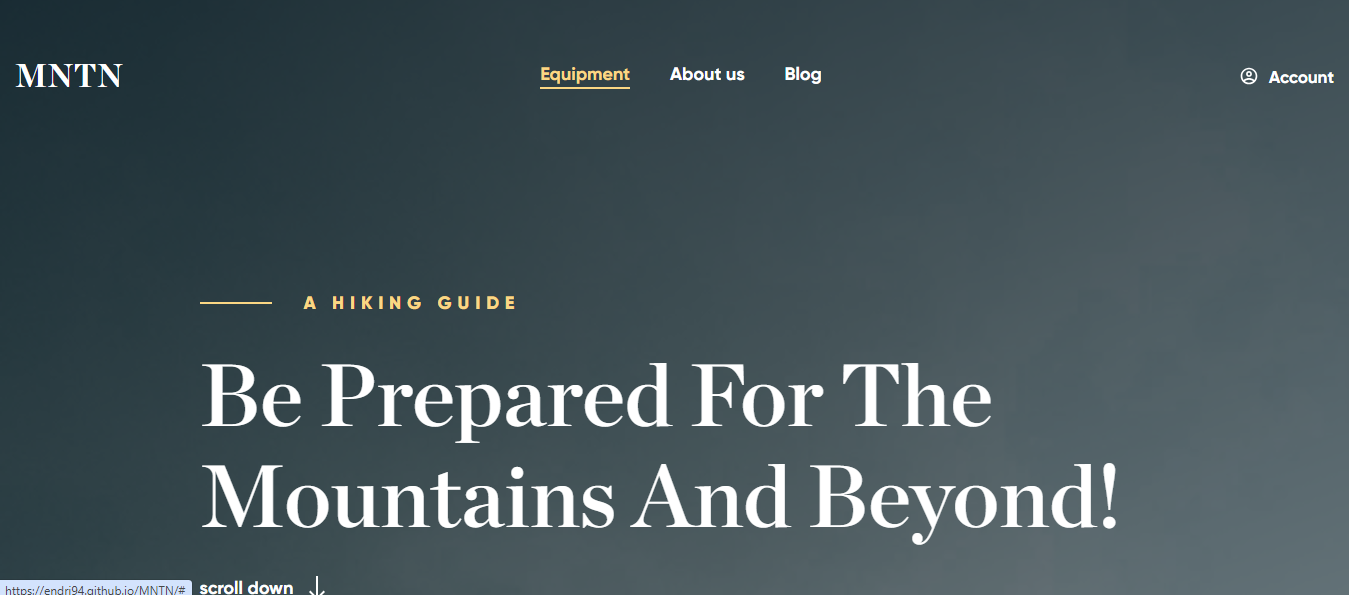 MNTN
Equipment About us Blog
Account
A HIKING GUIDE
Be Prepared For The
Mountains And Beyond!
scroll down
https://endri94.github.io/MNTN/#